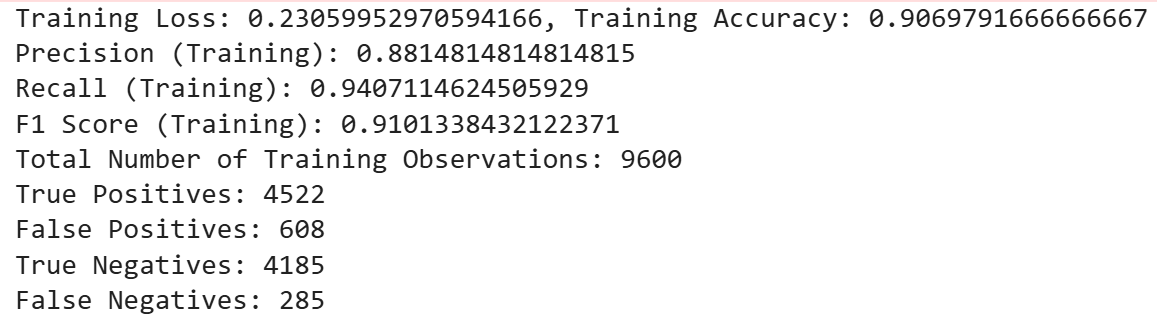 Training Loss: 0.23059952970594166, Training Accuracy: 0.9069791666666667
Precision (Training): 0.8814814814814815
Recall (Training): 0.9407114624505929
F1 Score (Training): 0.9101338432122371
Total Number of Training Observations: 9600
True Positives: 4522
False Positives: 608
True Negatives: 4185
False Negatives: 285